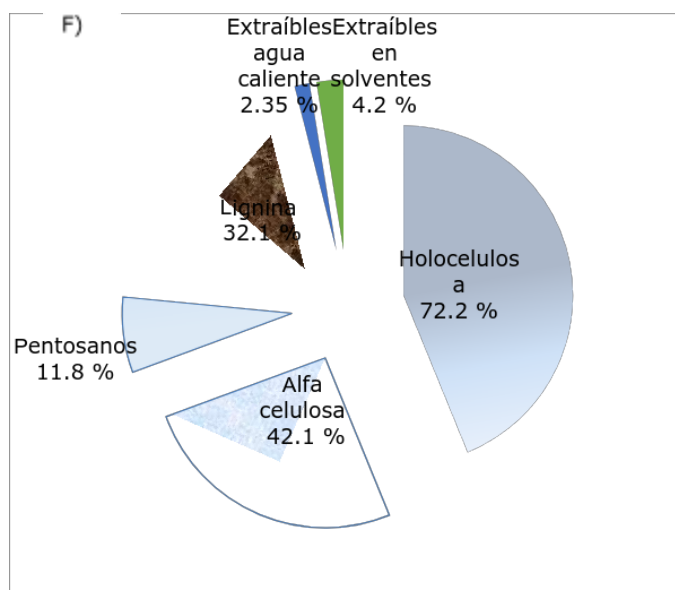 F)
Extraíbles
agua
caliente
2.35 %
Extraíbles
en
solventes
4.2 %
Lignina
32.1 %
Holocelulos
a
72.2 %
Pentosanos
11.8 %
Alfa
celulosa
42.1 %